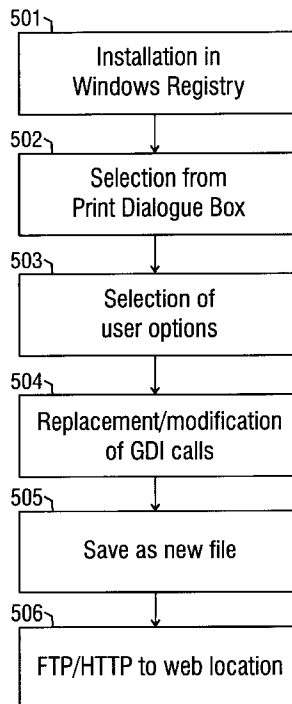 501
Installation in
Windows Registry
502
Selection from
Print Dialogue Box
503
Selection of
user options
504
Replacement/modification
of GDI calls
505
Save as new file
506
FTP/HTTP to web location